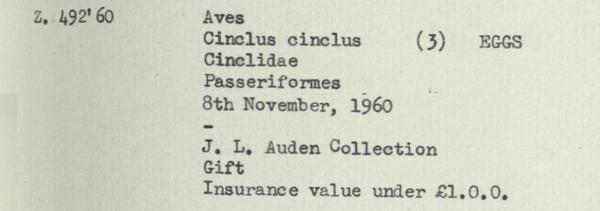 Z. 492'60 Aves
Cinclus cinclus (3) EGGS
Cinclidae
Passeriformes
8th November, 1960
-
J. L. Auden Collection
Gift
Insurance value under £1.0.0.